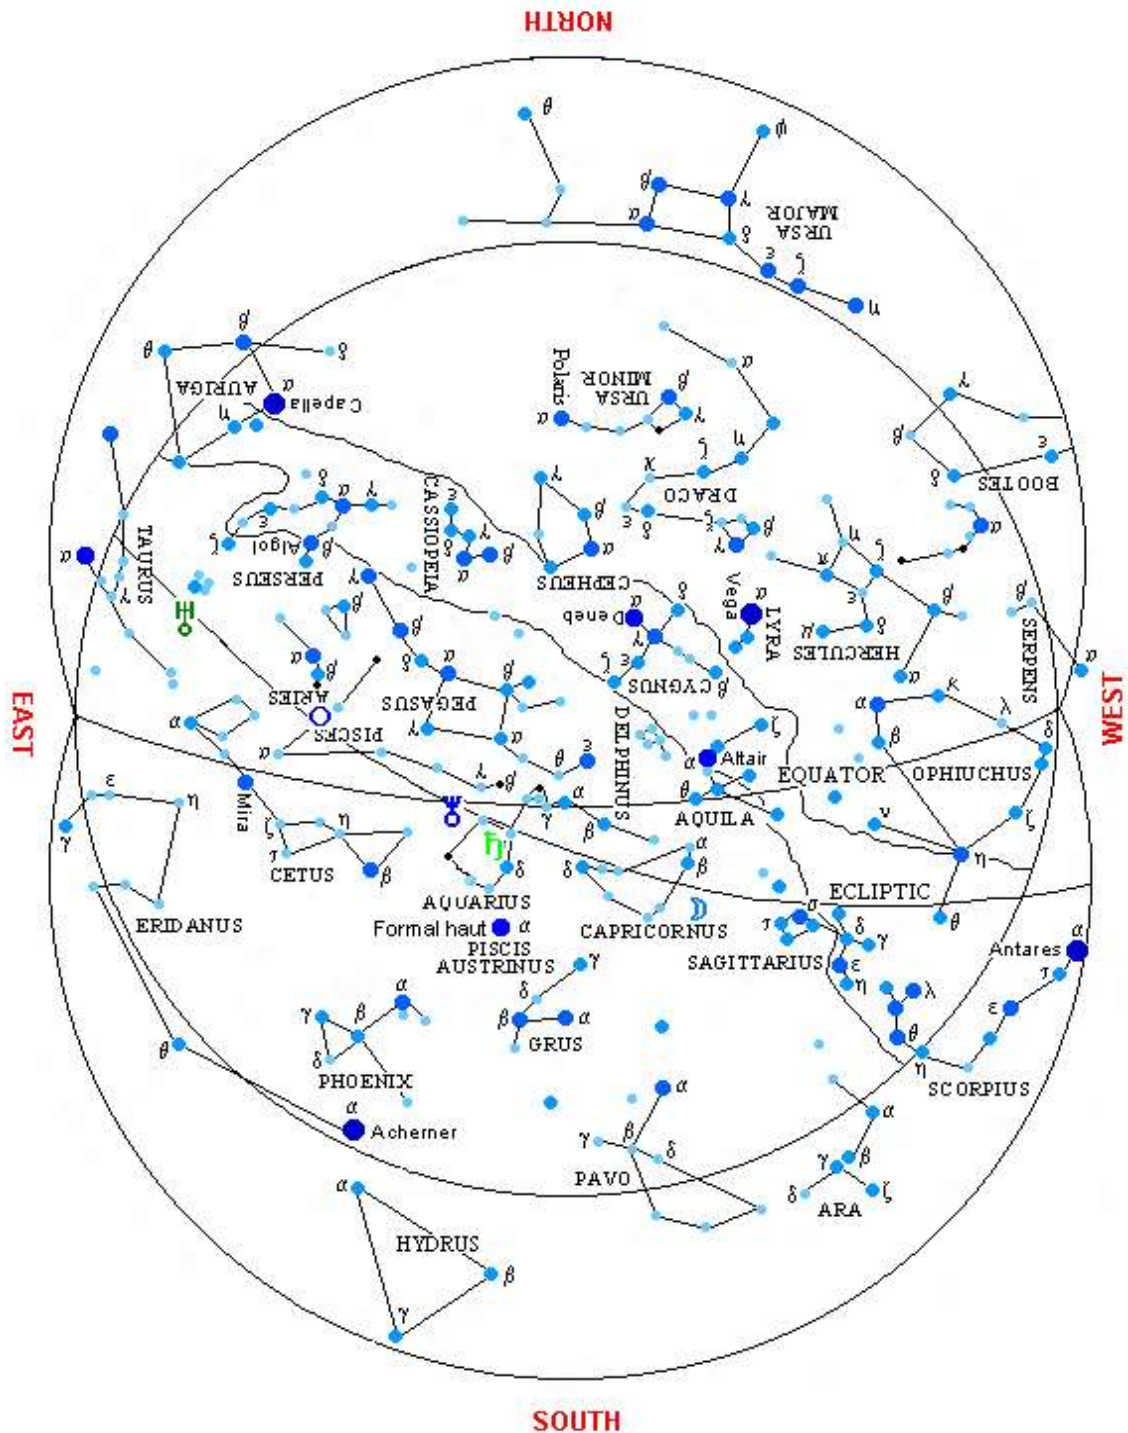 NORTH
θ
φ
β
γ
α
δ
URSA
MAJOR
ε
ζ
η
β
θ
δ
α
AURIGA
Capella
η
Polaris
α
URSA
MINOR
β
γ
α
γ
β
δ
ε
BOOTES
η
ζ
κ
DRACO
ε
δ
ξ
β
γ
δ
α
γ
ε
ζ
Algol
β
PERSEUS
CASSIOPEIA
ε
γ
β
α
γ
β
α
CEPHEUS
η
ζ
π
ε
β
δ
μ
HERCULES
α
α
TAURUS
α
γ
γ
β
δ
α
β
PEGASUS
γ
β
α
β
ARIES
Deneb
α
δ
γ
ε
ζ
β
CYGNUS
Vega
α
LYRA
SERPENS
α
EAST
WEST
α
PISCES
α
γ
β
θ
ε
DELPHINUS
ζ
α
Altair
θ
AQUILA
EQUATOR
α
κ
β
λ
δ
OPHIUCHUS
ζ
ν
η
θ
ε
η
γ
ERIDANUS
Mira
ζ
τ
η
β
CETUS
γ
α
β
δ
AQUARIUS
Formal haut
α
PISCIS
AUSTRINUS
δ
α
β
CAPRICORNUS
ECLIPTIC
σ
τ
δ
γ
SAGITTARIUS
ε
η
Antares
α
τ
ε
λ
θ
η
SCORPIUS
γ
β
α
δ
PHOENIX
θ
α
Acherner
γ
δ
β
α
GRUS
α
γ
β
δ
PAVO
α
γ
β
δ
ζ
ARA
α
HYDRUS
β
γ
SOUTH